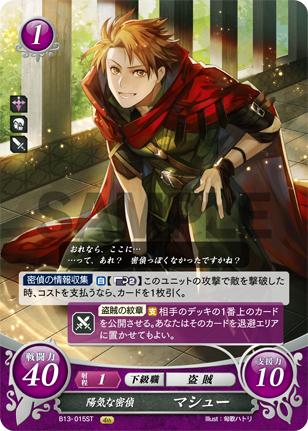 1
SAMPLE
おれなら、ここに…
…って、あれ? 密偵っぽくなかったですかね?
密偵の情報収集 自 【2】このユニットの攻撃で敵を撃破した
時、コストを支払うなら、カードを1枚引く。
盗賊の紋章 支 相手のデッキの1番上のカード
を公開させる。あなたはそのカードを退避エリア
に置かせてもよい。
戦闘力
40
射程 1 下級職 盗賊
支援力
10
陽気な密偵 マシュー
B13-015ST Illust:匈歌ハトリ